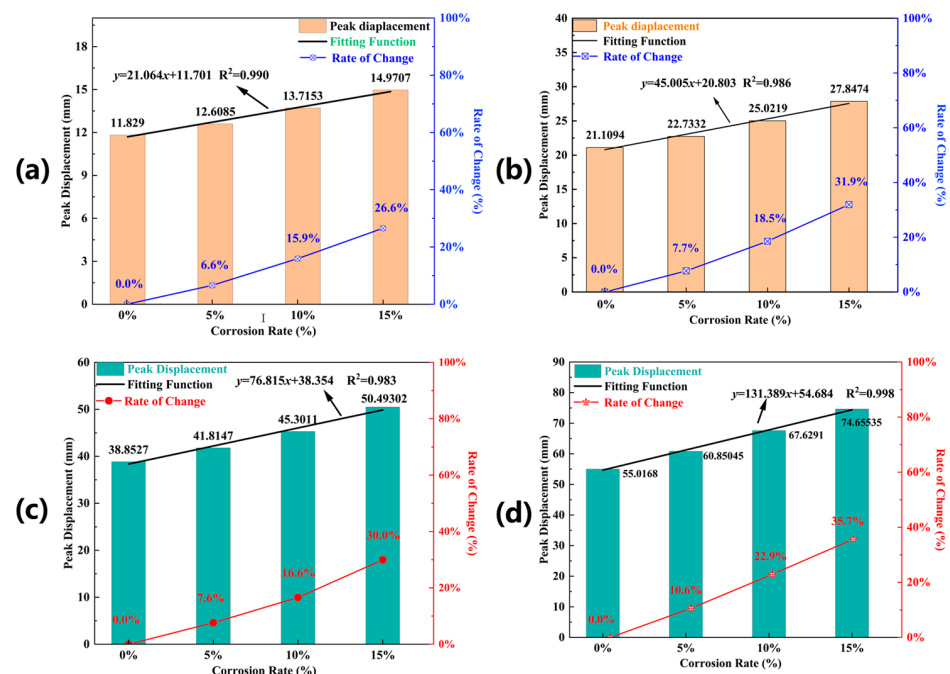 (a)
Peak diaplacement
Fitting Function
Rate of Change
y=21.064x+11.701 R²=0.990
11.829
12.6085
13.7153
14.9707
0.0%
6.6%
15.9%
26.6%
18
15
12
9
6
3
0
Peak Displacement (mm)
100%
80%
60%
40%
20%
0%
Rate of Change (%)
0% 5% 10% 15%
Corrosion Rate (%)
(b)
Peak diaplacement
Fitting Function
Rate of Change
y=45.005x+20.803 R²=0.986
21.1094
22.7332
25.0219
27.8474
0.0%
7.7%
18.5%
31.9%
40
35
30
25
20
15
10
5
0
Peak Displacement (mm)
100%
80%
60%
40%
20%
0%
Rate of Change (%)
0% 5% 10% 15%
Corrosion Rate (%)
(c)
Peak Displacement
Fitting Function
Rate of Change
y=76.815x+38.354 R²=0.983
38.8527
41.8147
45.3011
50.49302
0.0%
7.6%
16.6%
30.0%
60
50
40
30
20
10
0
Peak Displacement (mm)
100%
80%
60%
40%
20%
0%
Rate of Change (%)
0% 5% 10% 15%
Corrosion Rate (%)
(d)
Peak Displacement
Fitting Function
Rate of Change
y=131.389x+54.684 R²=0.998
55.0168
60.85045
67.6291
74.65535
0.0%
10.6%
22.9%
35.7%
90
80
70
60
50
40
30
20
10
0
Peak Displacement (mm)
100%
80%
60%
40%
20%
0%
Rate of Change (%)
0% 5% 10% 15%
Corrosion Rate (%)